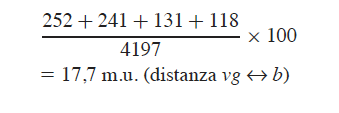 252 + 241 + 131 + 118
4197
× 100
= 17,7 m.u. (distanza vg ↔ b)